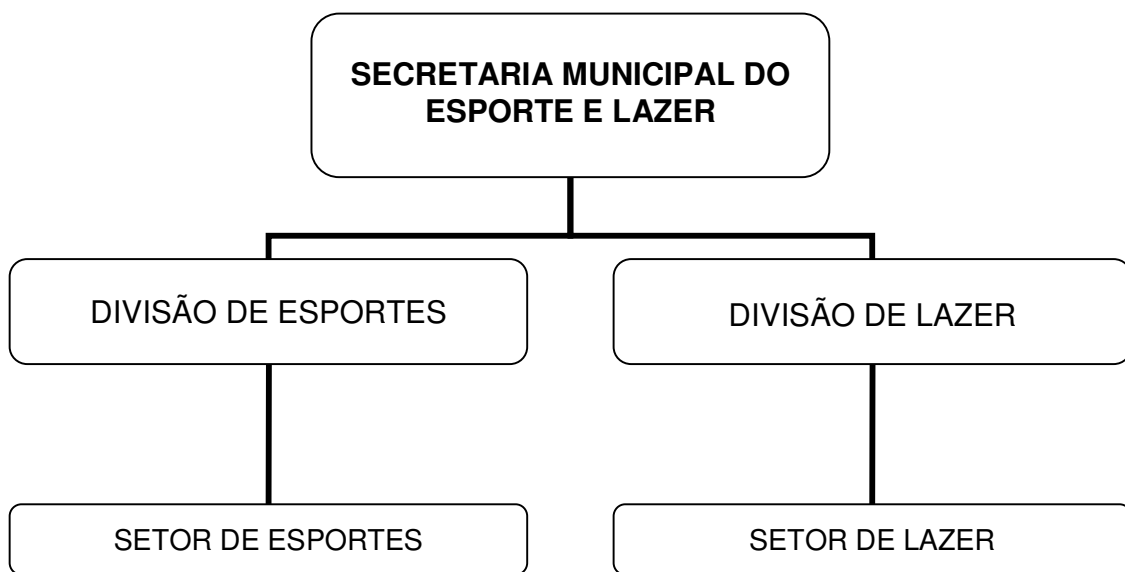 SECRETARIA MUNICIPAL DO
ESPORTE E LAZER
DIVISÃO DE ESPORTES
DIVISÃO DE LAZER
SETOR DE ESPORTES
SETOR DE LAZER